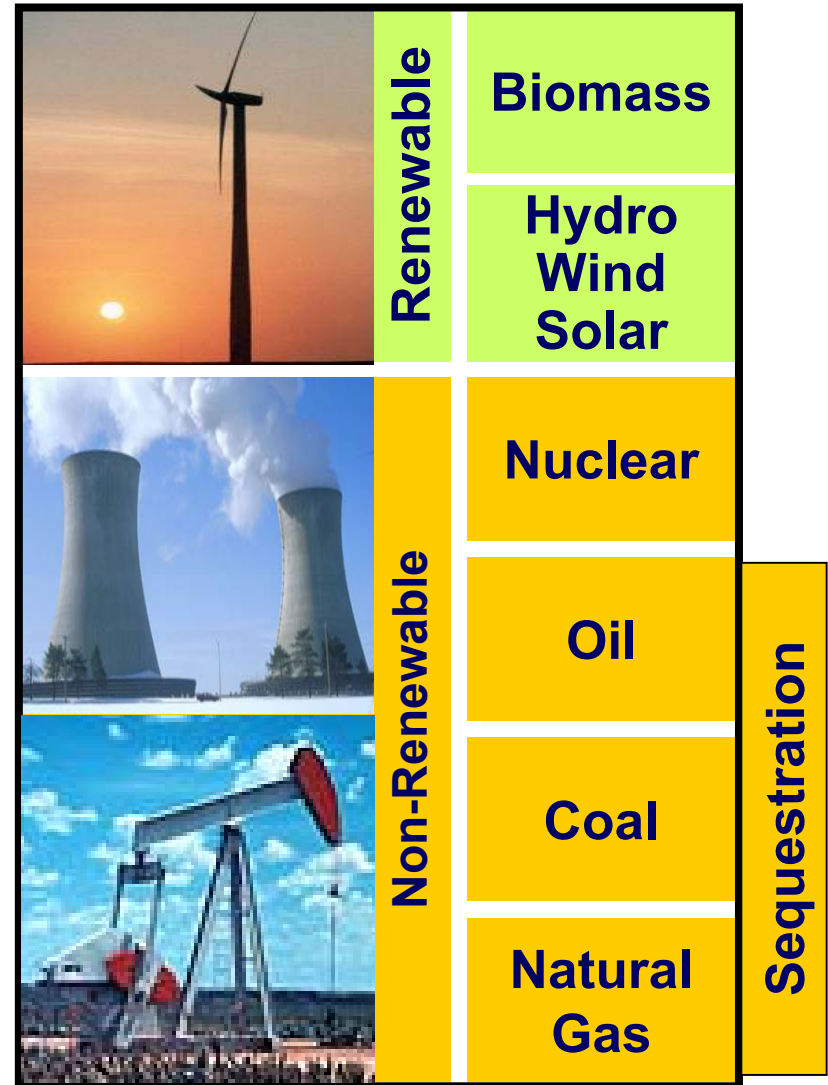 Renewable
Biomass
Hydro
Wind
Solar
Non-Renewable
Nuclear
Oil
Coal
Natural
Gas
Sequestration